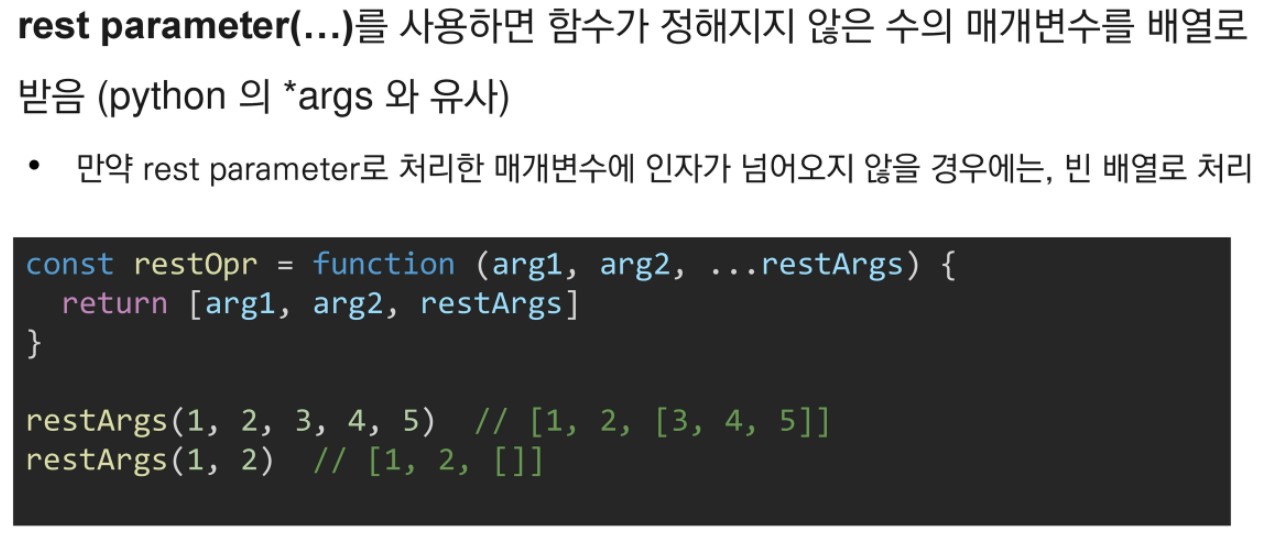 rest parameter(...)를 사용하면 함수가 정해지지 않은 수의 매개변수를 배열로
받음 (python 의 *args 와 유사)
• 만약 rest parameter로 처리한 매개변수에 인자가 넘어오지 않을 경우에는, 빈 배열로 처리
const restOpr = function (arg1, arg2, ...restArgs) {
  return [arg1, arg2, restArgs]
}
restArgs(1, 2, 3, 4, 5)  // [1, 2, [3, 4, 5]]
restArgs(1, 2)  // [1, 2, []]